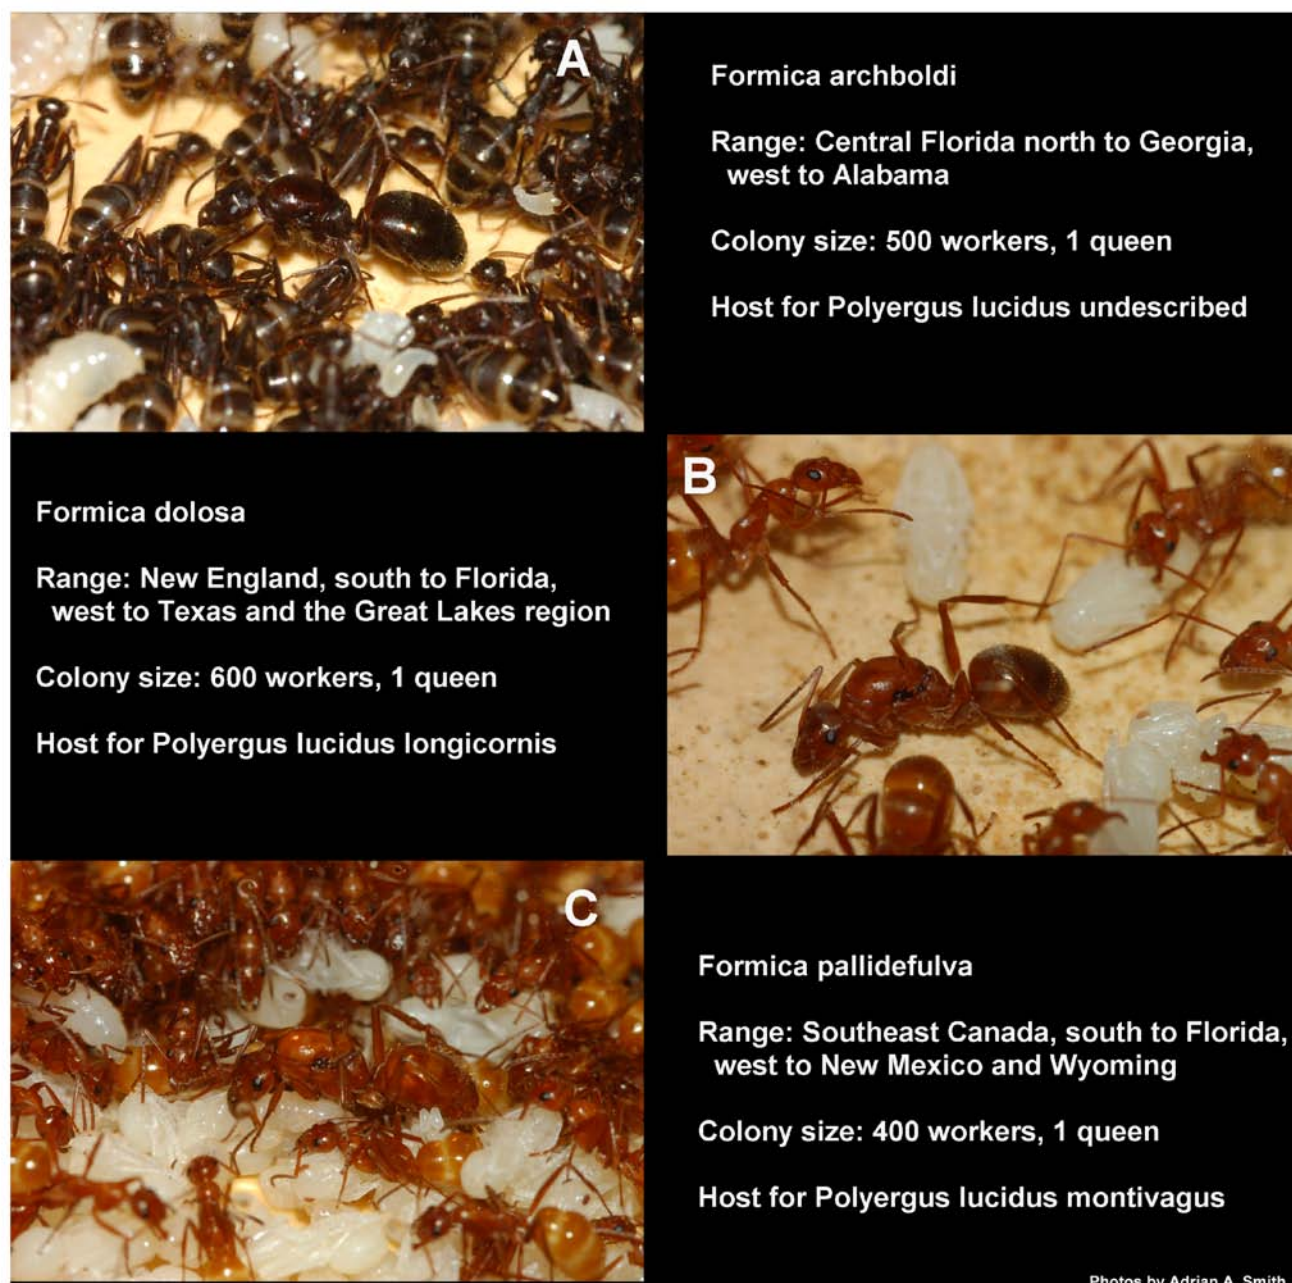 A
Formica archboldi
Range: Central Florida north to Georgia,
west to Alabama
Colony size: 500 workers, 1 queen
Host for Polyergus lucidus undescribed
Formica dolosa
Range: New England, south to Florida,
west to Texas and the Great Lakes region
Colony size: 600 workers, 1 queen
Host for Polyergus lucidus longicornis
B
C
Formica pallidefulva
Range: Southeast Canada, south to Florida,
west to New Mexico and Wyoming
Colony size: 400 workers, 1 queen
Host for Polyergus lucidus montivagus
Photos by Adrian A. Smith